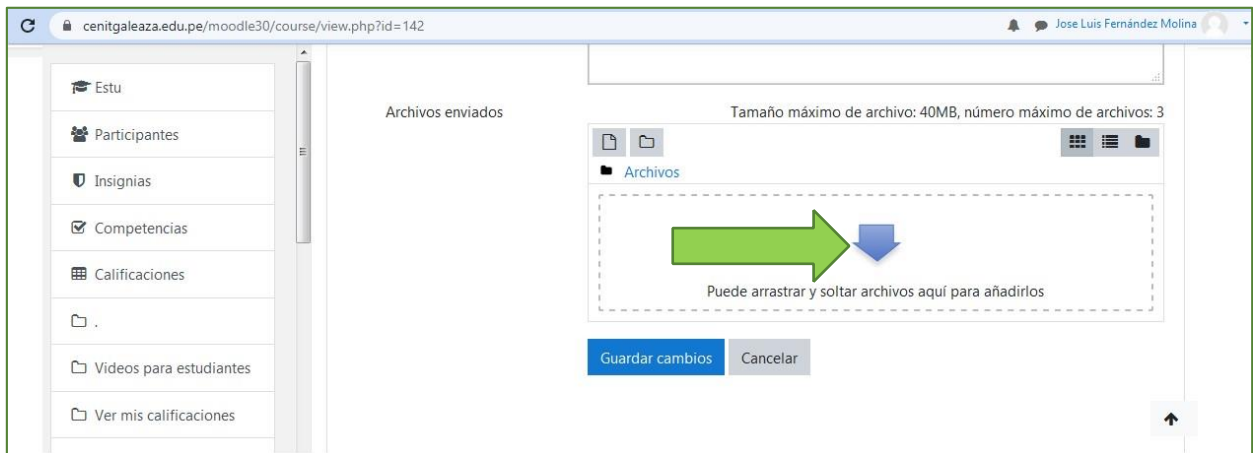 cenitgaleaza.edu.pe/moodle30/course/view.php?id=142
Jose Luis Fernández Molina
Estu
Participantes
Insignias
Competencias
Calificaciones
.
Videos para estudiantes
Ver mis calificaciones
Archivos enviados
Tamaño máximo de archivo: 40MB, número máximo de archivos: 3
Archivos
Puede arrastrar y soltar archivos aquí para añadirlos
Guardar cambios
Cancelar